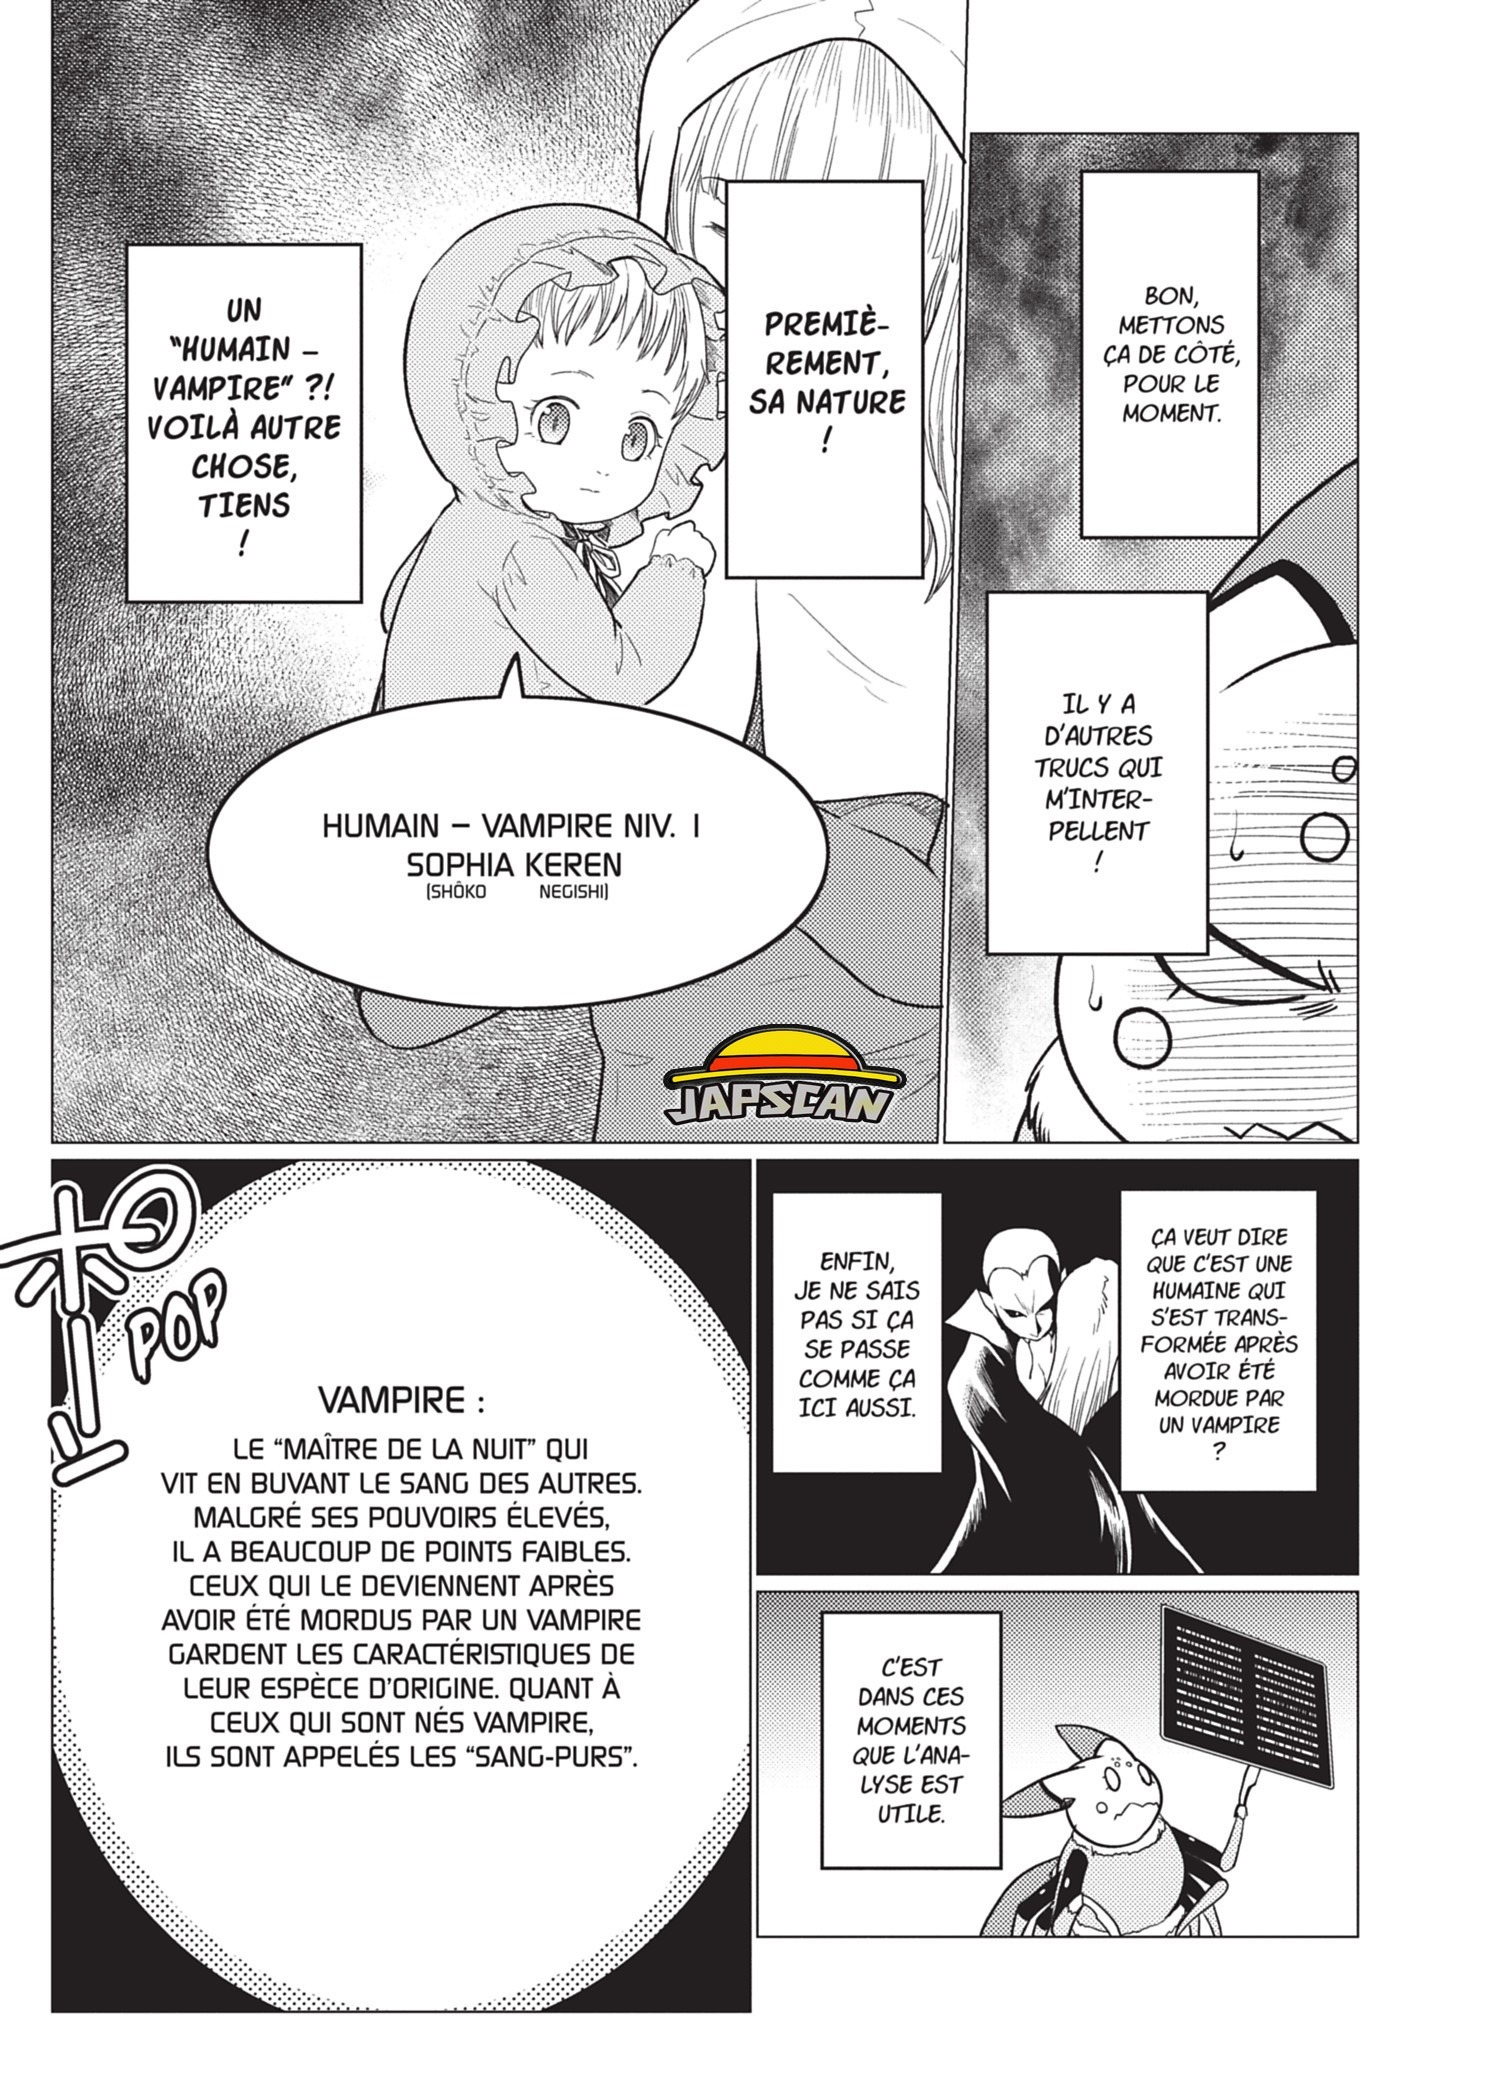 BON,
METTONS
ÇA DE CÔTÉ,
POUR LE
MOMENT.
IL Y A
D'AUTRES
TRUCS QUI
M'INTER-
PELLENT
!
PREMIÈ-
REMENT,
SA NATURE
!
UN
"HUMAIN –
VAMPIRE" ?!
VOILÀ AUTRE
CHOSE,
TIENS
!
HUMAIN – VAMPIRE NIV. 1
SOPHIA KEREN
(SHÔKO NEGISHI)
JAPSCAN
ÇA VEUT DIRE
QUE C'EST UNE
HUMAINE QUI
S'EST TRANS-
FORMÉE APRÈS
AVOIR ÉTÉ
MORDUE PAR
UN VAMPIRE
?
ENFIN,
JE NE SAIS
PAS SI ÇA
SE PASSE
COMME ÇA
ICI AUSSI.
C'EST
DANS CES
MOMENTS
QUE L'ANA-
LYSE EST
UTILE.
ポーン
POP
VAMPIRE :
LE "MAÎTRE DE LA NUIT" QUI
VIT EN BUVANT LE SANG DES AUTRES.
MALGRÉ SES POUVOIRS ÉLEVÉS,
IL A BEAUCOUP DE POINTS FAIBLES.
CEUX QUI LE DEVIENNENT APRÈS
AVOIR ÉTÉ MORDUS PAR UN VAMPIRE
GARDENT LES CARACTÉRISTIQUES DE
LEUR ESPÈCE D'ORIGINE. QUANT À
CEUX QUI SONT NÉS VAMPIRE,
ILS SONT APPELÉS LES "SANG-PURS".